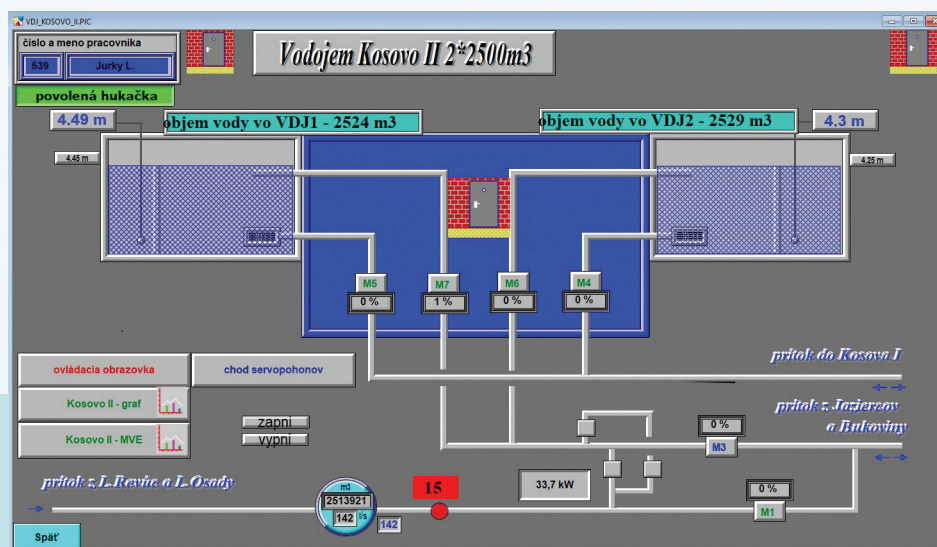 VDJ_KOSOVO_II.PIC
číslo a meno pracovníka
539 Jurky L.
povolená hukačka
Vodojem Kosovo II 2*2500m3
4.49 m
objem vody vo VDJ1 - 2524 m3
objem vody vo VDJ2 - 2529 m3
4.3 m
4.45 m
4.25 m
M5 M7 M6 M4
0 % 1 % 0 % 0 %
ovládacia obrazovka
chod servopohonov
prítok do Kosova I
Kosovo II - graf
zapni
vypni
prítok z Jaziercov
a Bukoviny
0 %
M3
Kosovo II - MVE
prítok z L.Revúc a L.Osady
m3
2513921
142 l/s
142
15
33,7 kW
0 %
M1
Späť